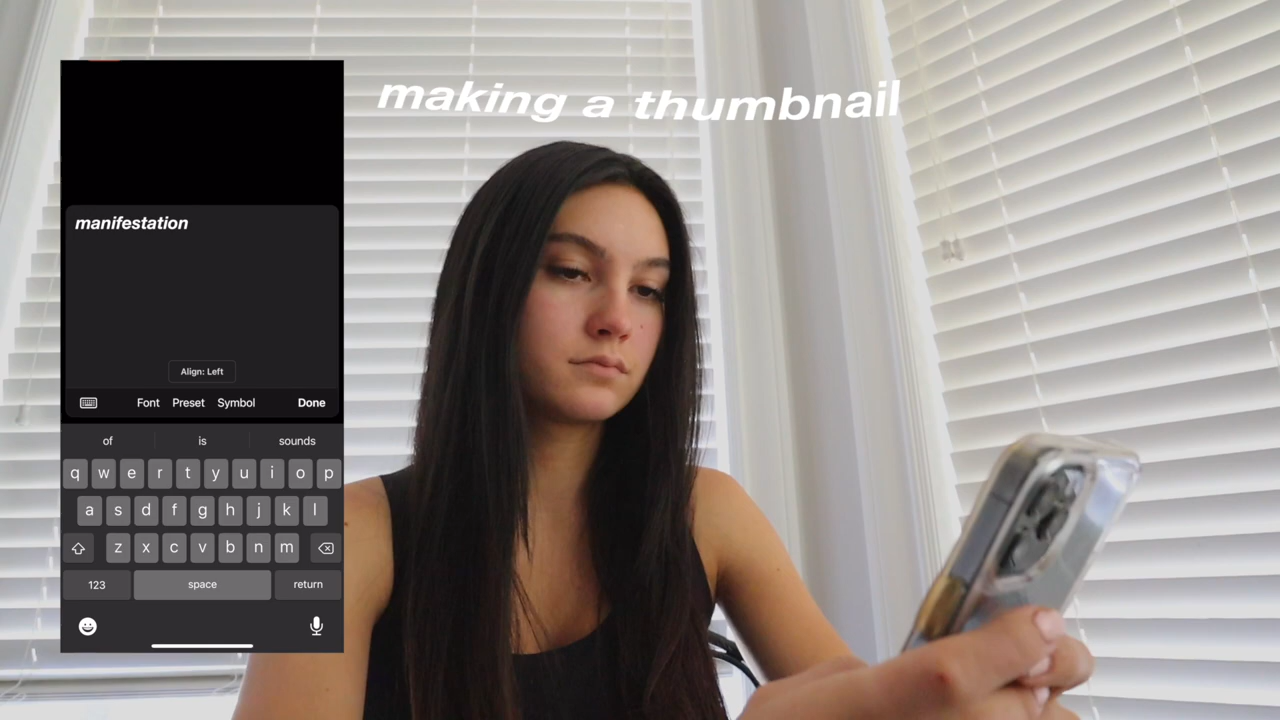 making a thumbnail
manifestation
Align: Left
Font Preset Symbol Done
of is sounds
q w e r t y u i o p
a s d f g h j k l
z x c v b n m
123 space return